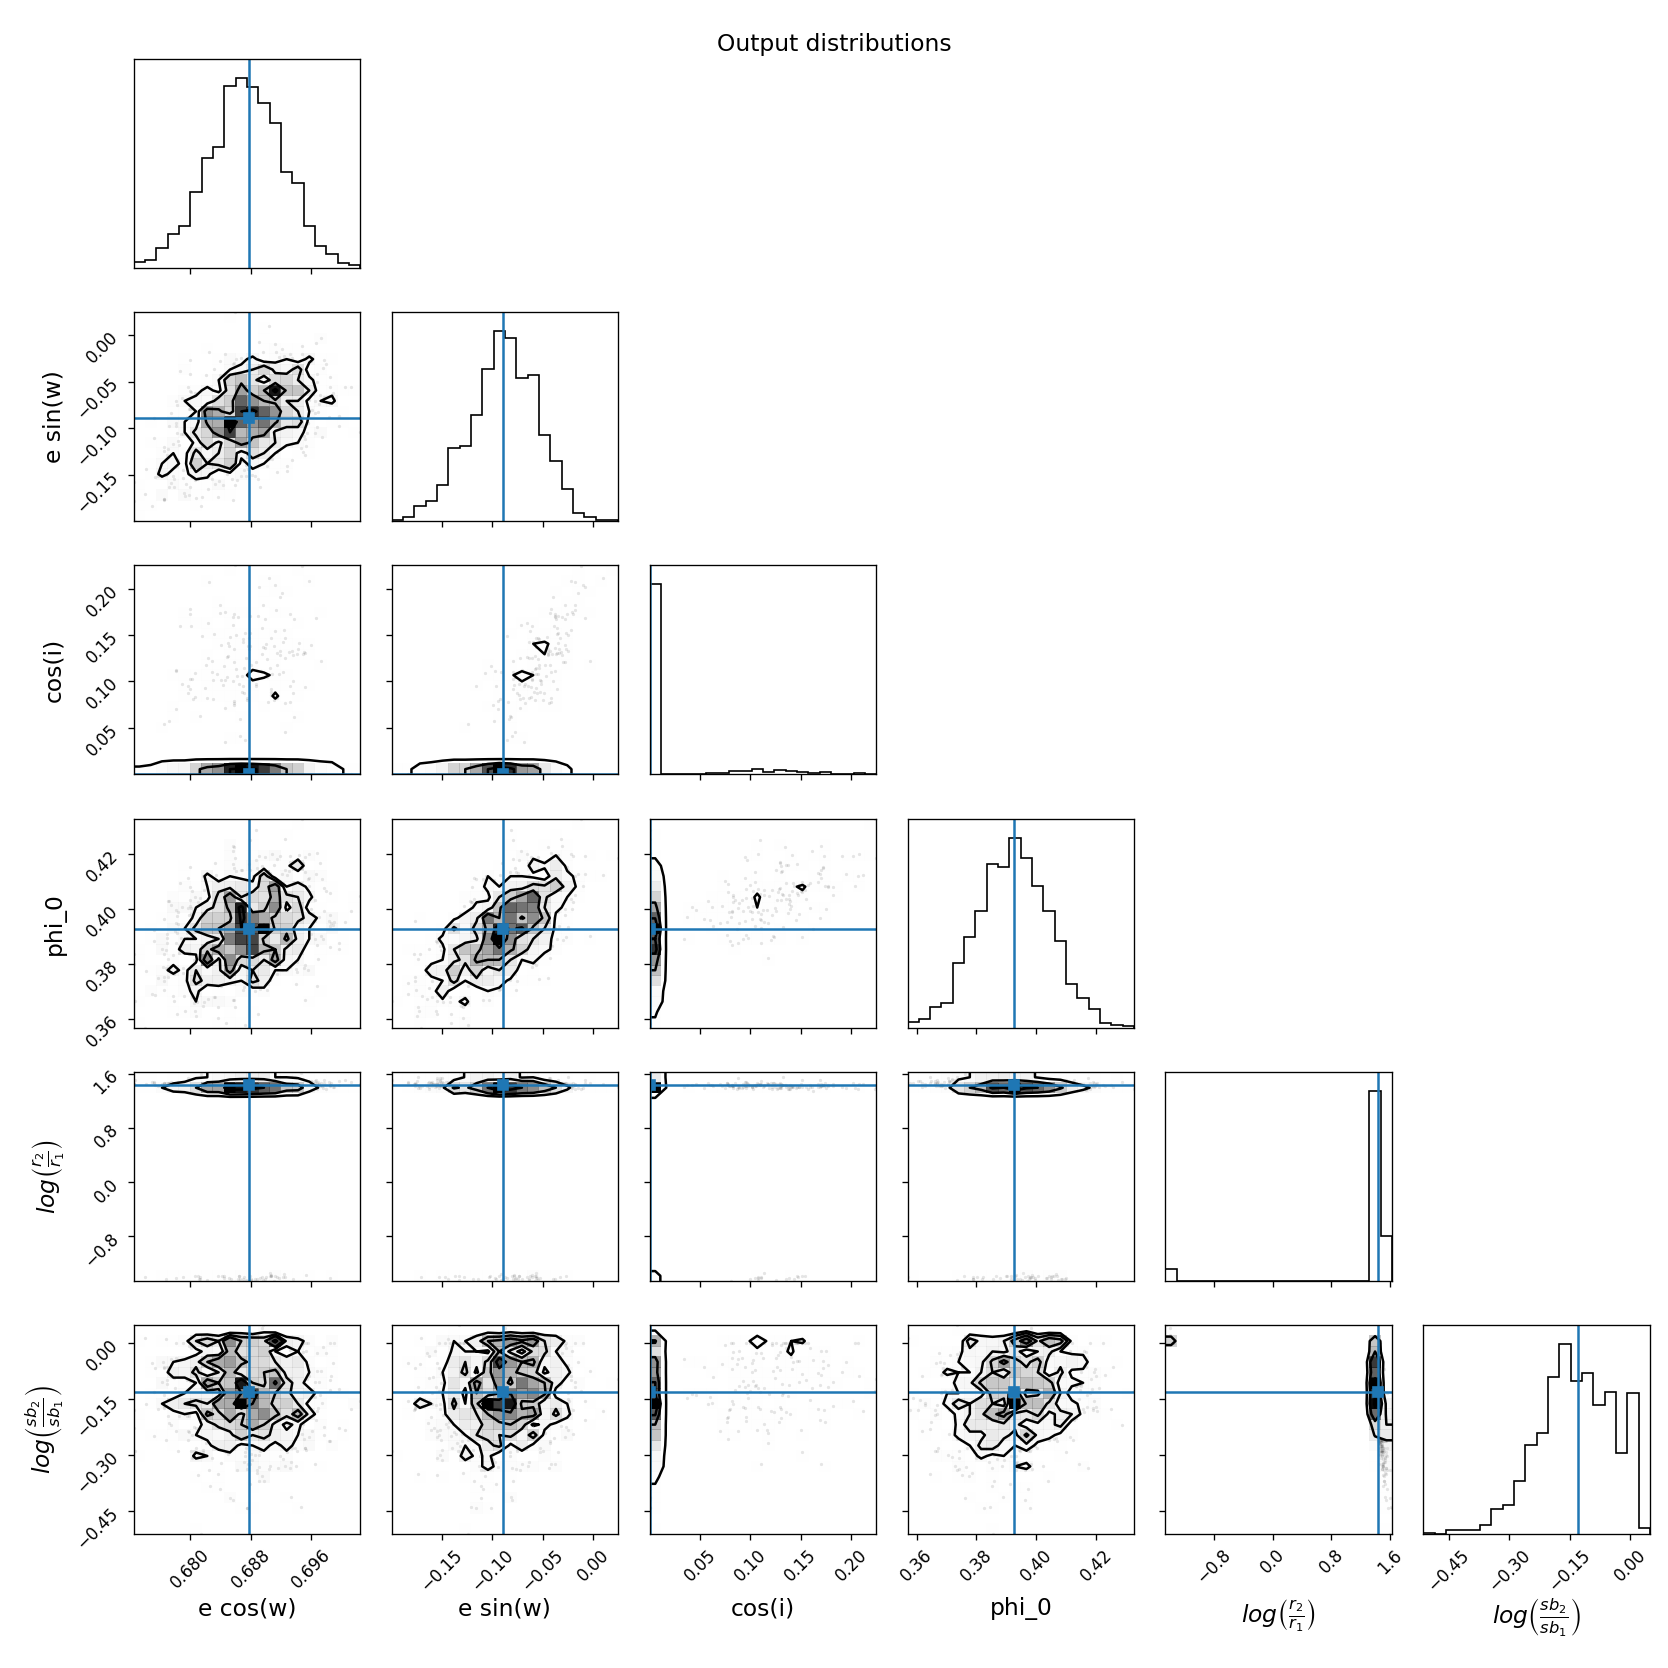 Output distributions
e sin(w)
0.00
−0.05
−0.10
−0.15
cos(i)
0.20
0.15
0.10
0.05
phi_0
0.42
0.40
0.38
0.36
log(r₂/r₁)
1.6
0.8
0.0
−0.8
log(sb₂/sb₁)
0.00
−0.15
−0.30
−0.45
0.680 0.688 0.696 −0.15 −0.10 −0.05 0.00 0.05 0.10 0.15 0.20 0.36 0.38 0.40 0.42 −0.8 0.0 0.8 1.6 −0.45 −0.30 −0.15 0.00
e cos(w) e sin(w) cos(i) phi_0 log(r₂/r₁) log(sb₂/sb₁)